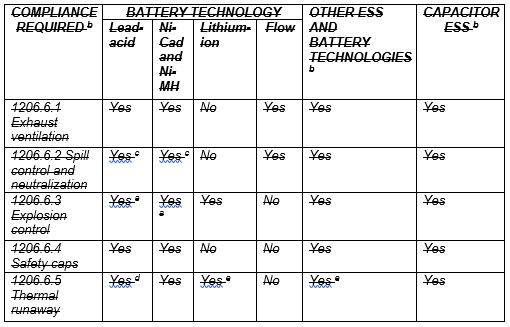 COMPLIANCE REQUIRED b | BATTERY TECHNOLOGY | OTHER ESS AND BATTERY TECHNOLOGIES b | CAPACITOR ESS b
Lead-acid | Ni-Cad and Ni-MH | Lithium-ion | Flow
1206.6.1 Exhaust ventilation | Yes | Yes | No | Yes | Yes | Yes
1206.6.2 Spill control and neutralization | Yes c | Yes c | No | Yes | Yes | Yes
1206.6.3 Explosion control | Yes a | Yes a | Yes | No | Yes | Yes
1206.6.4 Safety caps | Yes | Yes | No | No | Yes | Yes
1206.6.5 Thermal runaway | Yes d | Yes | Yes e | No | Yes e | Yes